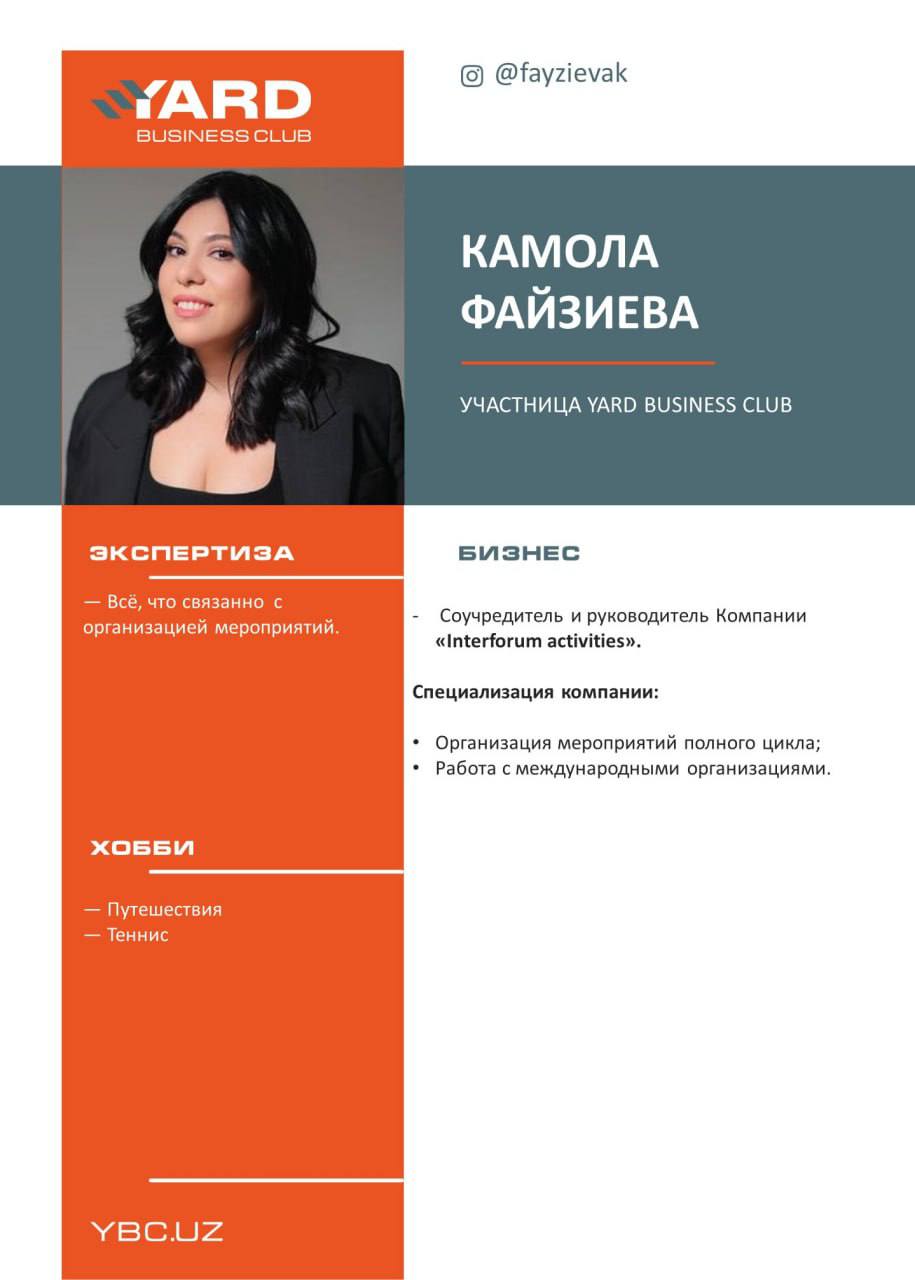 YARD
BUSINESS CLUB
@fayzievak
КАМОЛА
ФАЙЗИЕВА
УЧАСТНИЦА YARD BUSINESS CLUB
ЭКСПЕРТИЗА
— Всё, что связанно с
организацией мероприятий.
БИЗНЕС
- Соучредитель и руководитель Компании
«Interforum activities».
Специализация компании:
• Организация мероприятий полного цикла;
• Работа с международными организациями.
ХОББИ
— Путешествия
— Теннис
YBC.UZ